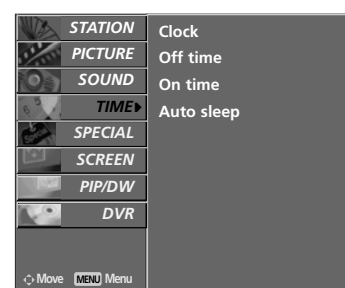 STATION
PICTURE
SOUND
TIME
SPECIAL
SCREEN
PIP/DW
DVR
Move MENU Menu
Clock
Off time
On time
Auto sleep